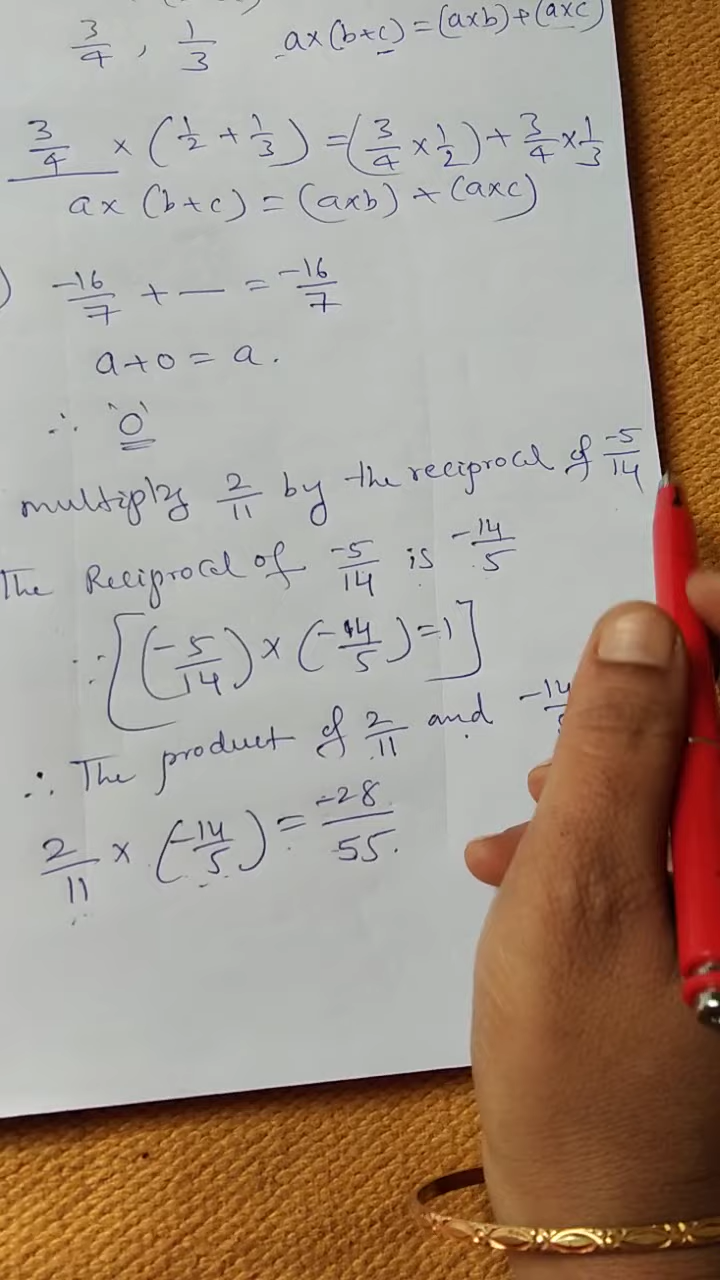 3/4 , 1/3 a×(b+c) = (a×b)+(a×c)
3/4 × (1/2 + 1/3) = (3/4 × 1/2) + 3/4 × 1/3
a× (b+c) = (a×b) + (a×c)
) -16/7 + — = -16/7
a+0 = a.
∴ '0'
multiply 2/11 by the reciprocal of -5/14
The Reciprocal of -5/14 is -14/5
∵ [(-5/14) × (-14/5) = 1]
∴ The product of 2/11 and -14/
2/11 × (-14/5) = -28/55.